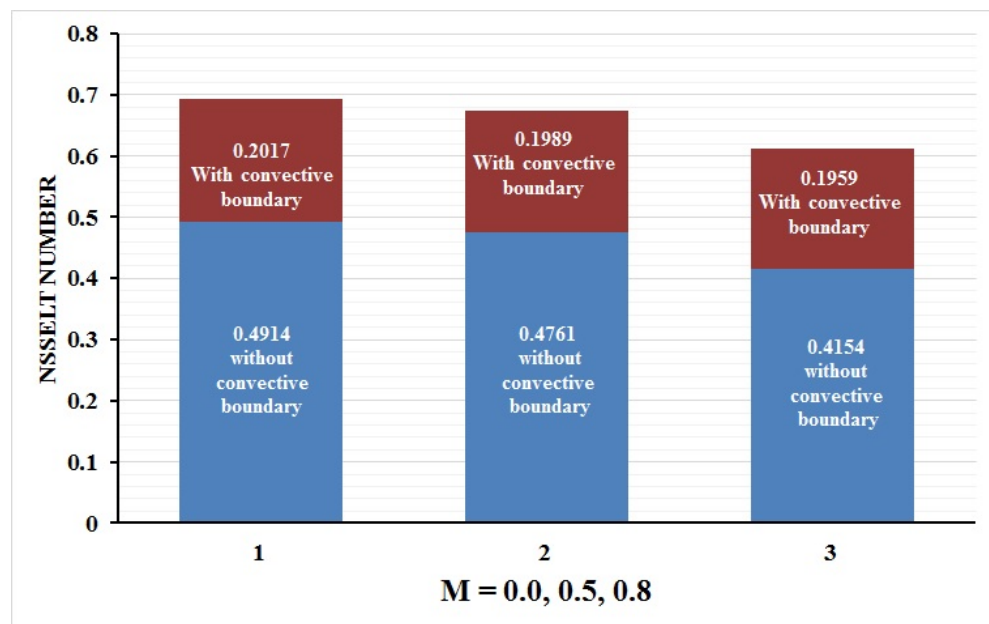 0.8
0.7
0.6
0.5
0.4
0.3
0.2
0.1
0
NSSELT NUMBER
0.2017
With convective
boundary
0.4914
without
convective
boundary
0.1989
With convective
boundary
0.4761
without
convective
boundary
0.1959
With convective
boundary
0.4154
without
convective
boundary
1
2
3
M = 0.0, 0.5, 0.8